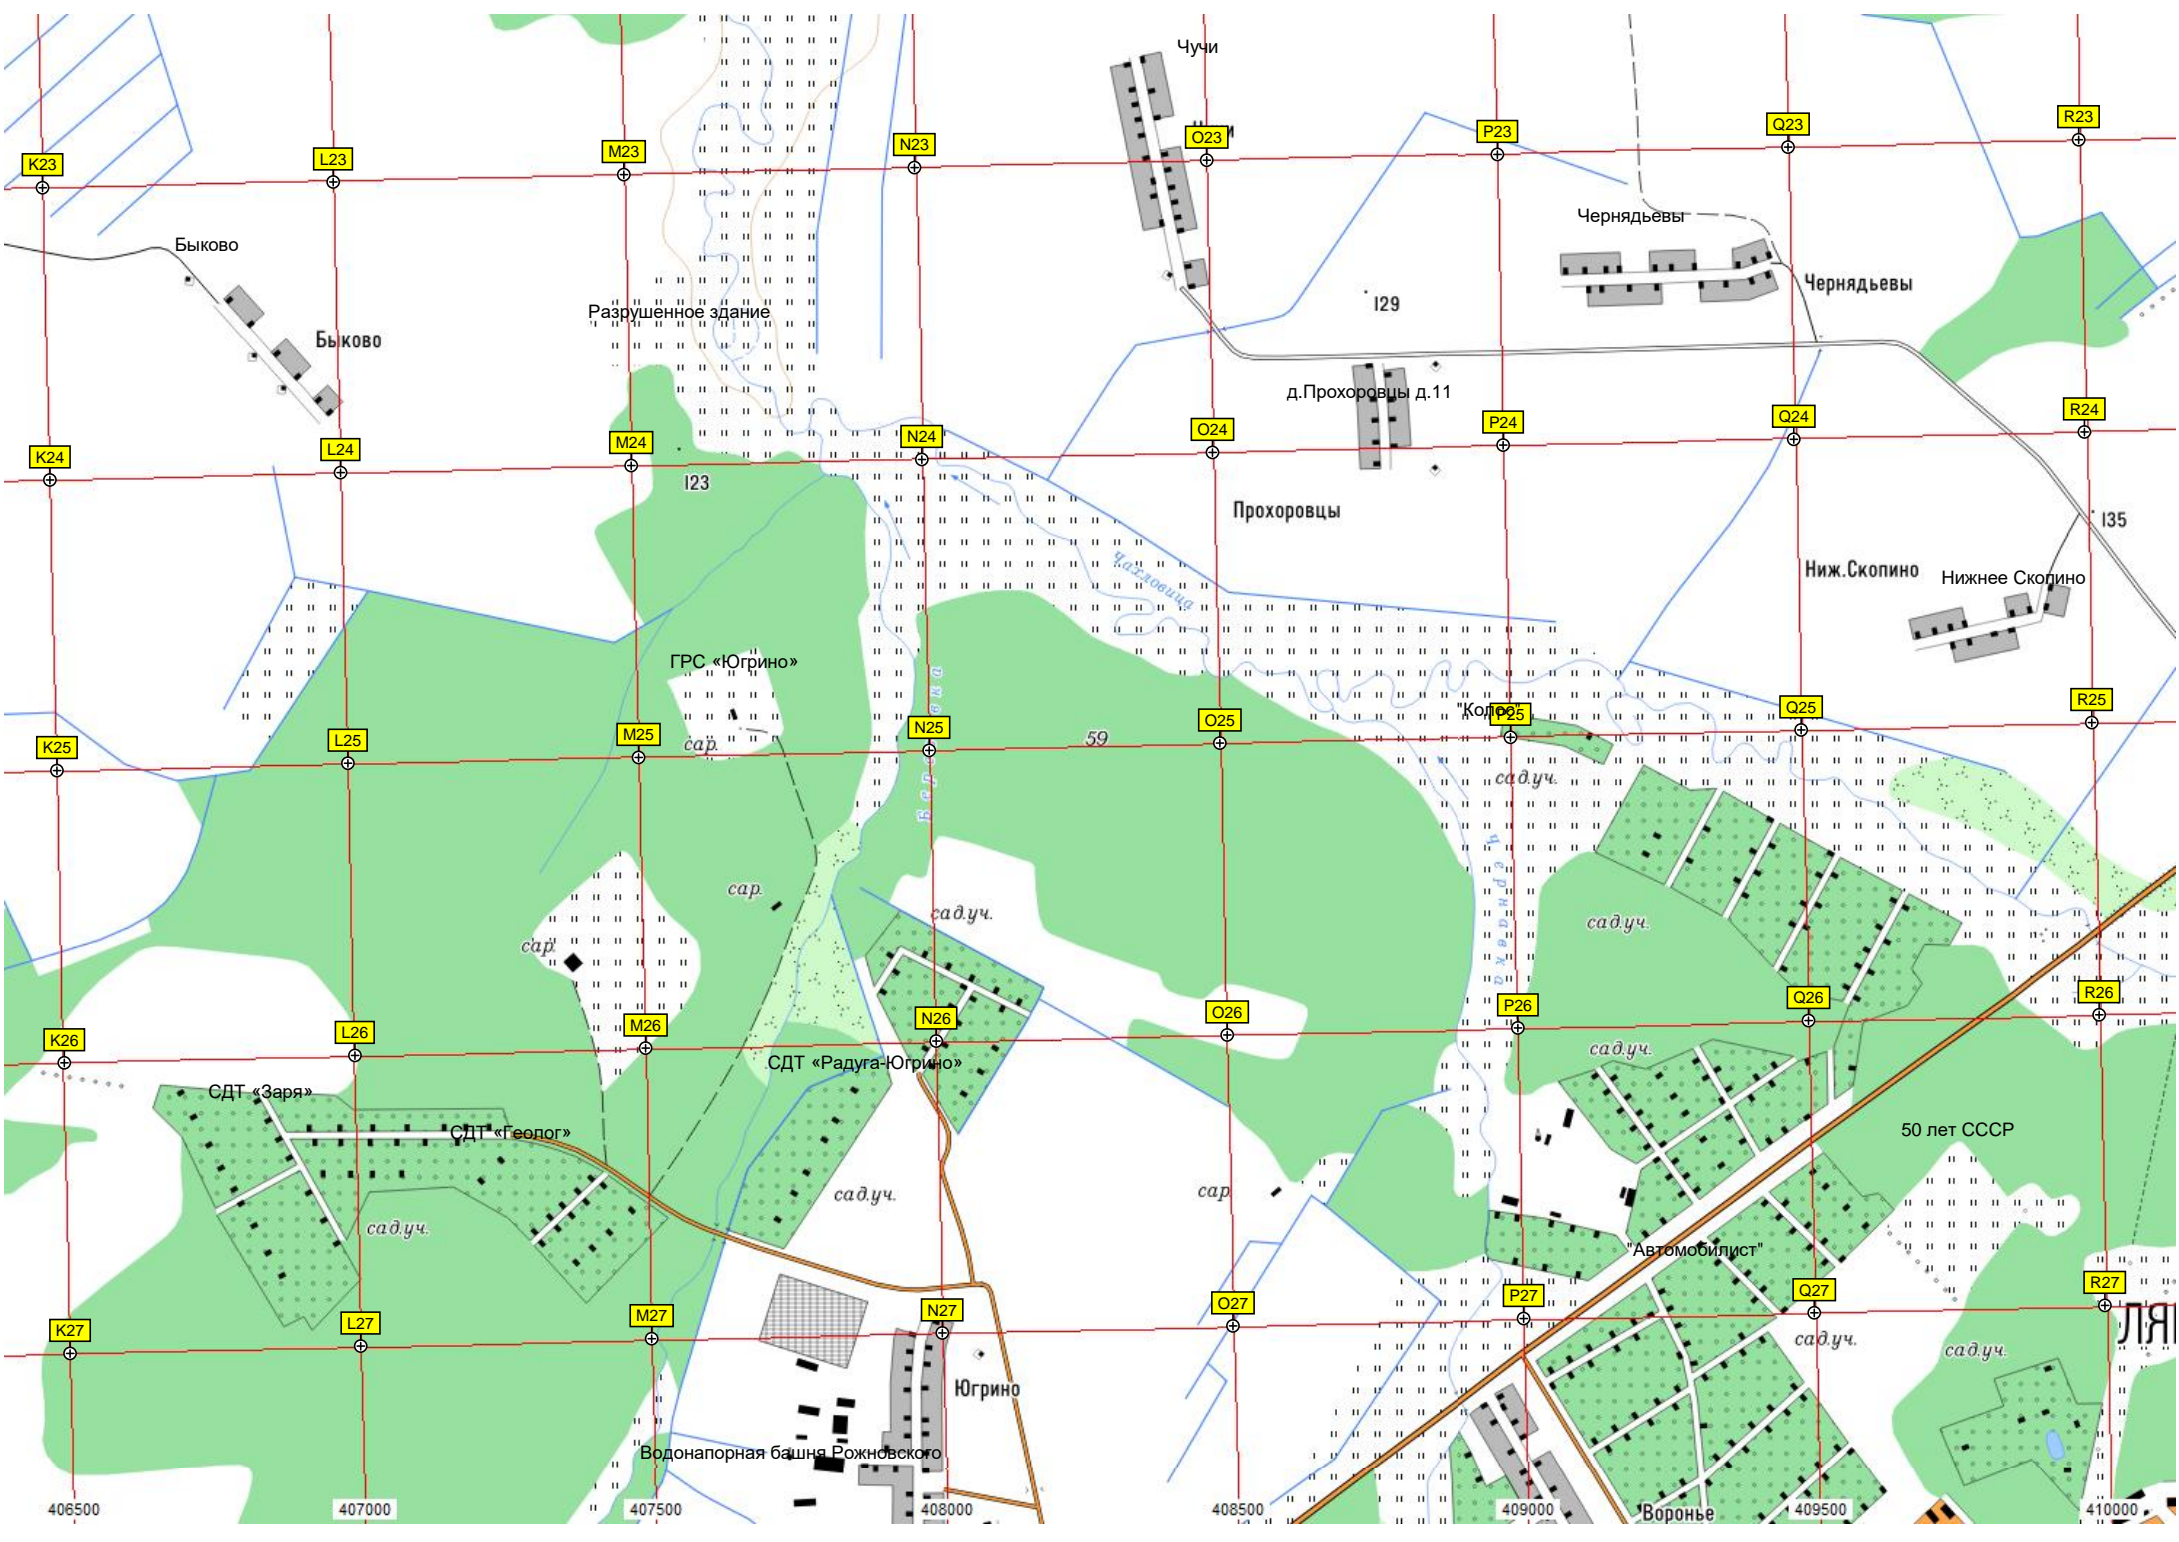 Чучи
O23
P23
Q23
R23
N23
M23
L23
K23
Чернядьевы
Быково
Чернядьевы
129
Разрушенное здание
Быково
д.Прохоровцы д.11
R24
Q24
P24
O24
N24
M24
L24
K24
123
Прохоровцы
135
Чахловица
Ниж.Скопино
Нижнее Скопино
ГРС «Югрино»
"Колос"
P25
R25
Q25
O25
N25
M25
L25
K25
59
сар.
сад.уч.
Чернавка
сар.
сад.уч.
сад.уч.
сар.
R26
Q26
P26
O26
N26
M26
L26
K26
сад.уч.
СДТ «Радуга-Югрино»
СДТ «Заря»
СДТ «Геолог»
50 лет СССР
сар.
сад.уч.
сад.уч.
"Автомобилист"
R27
Q27
P27
O27
N27
M27
L27
K27
сад.уч.
сад.уч.
Югрино
Водонапорная башня Рожновского
Воронье
406500
407000
407500
408000
408500
409000
409500
410000